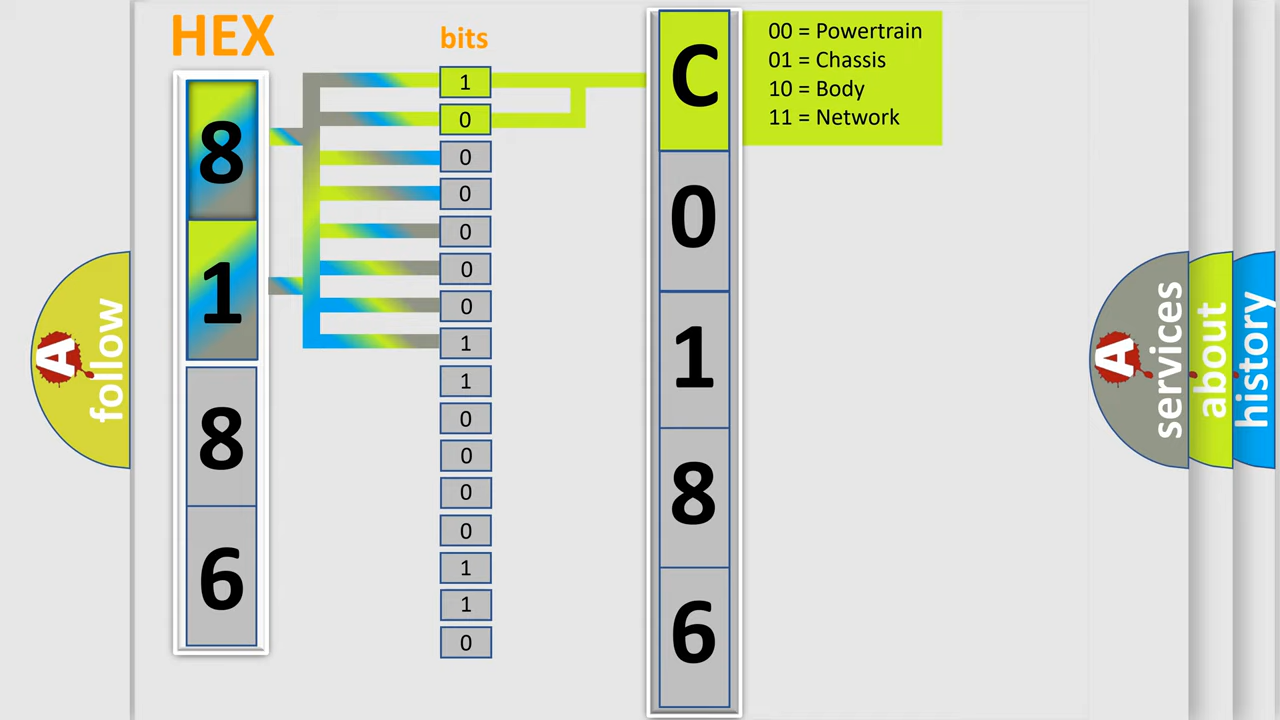 HEX
bits
8
1
8
6
1
0
0
0
0
0
0
1
1
0
0
0
0
1
1
0
C
0
1
8
6
00 = Powertrain
01 = Chassis
10 = Body
11 = Network
A
follow
A
services
about
history